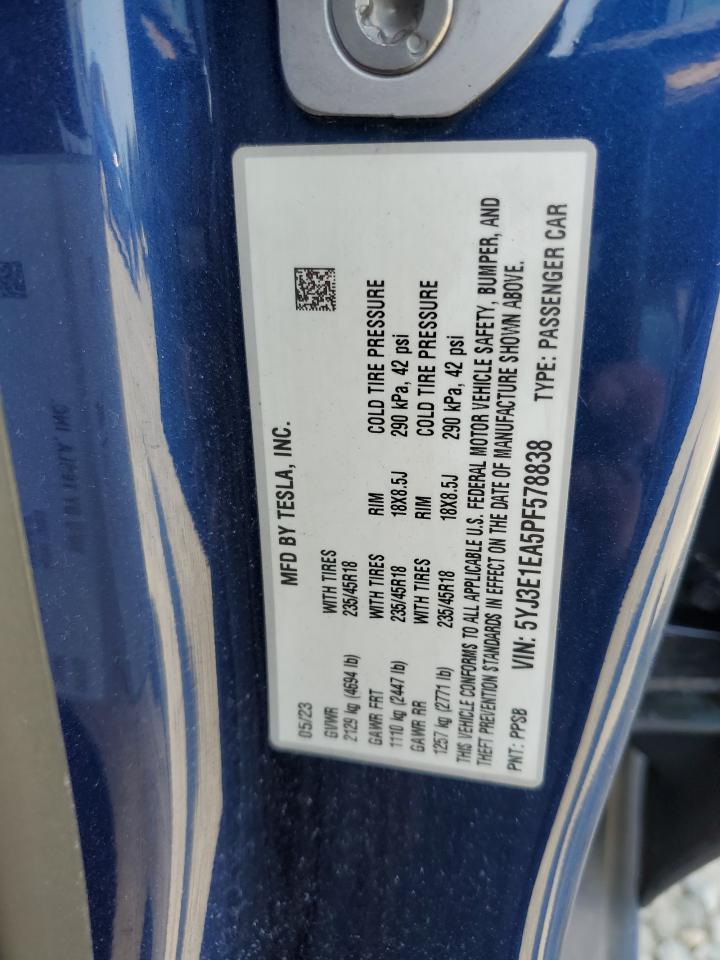 MFD BY TESLA, INC.
05/23
GVWR WITH TIRES
2129 kg (4694 lb) 235/45R18
GAWR FRT WITH TIRES RIM COLD TIRE PRESSURE
1110 kg (2447 lb) 235/45R18 18X8.5J 290 kPa, 42 psi
GAWR RR WITH TIRES RIM COLD TIRE PRESSURE
1257 kg (2771 lb) 235/45R18 18X8.5J 290 kPa, 42 psi
THIS VEHICLE CONFORMS TO ALL APPLICABLE U.S. FEDERAL MOTOR VEHICLE SAFETY, BUMPER, AND
THEFT PREVENTION STANDARDS IN EFFECT ON THE DATE OF MANUFACTURE SHOWN ABOVE.
PNT: PPSB VIN: 5YJ3E1EA5PF578838 TYPE: PASSENGER CAR